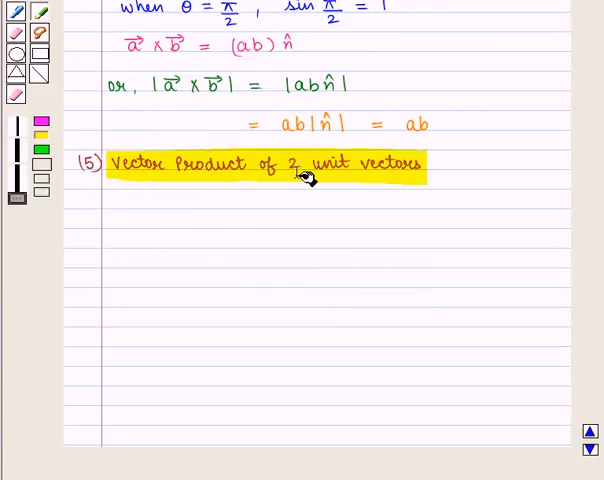 when θ = π/2 , sin π/2 = 1
a⃗ × b⃗ = (ab) n̂
or, |a⃗ × b⃗| = |ab n̂|
= ab|n̂| = ab
(5) Vector Product of 2 unit vectors